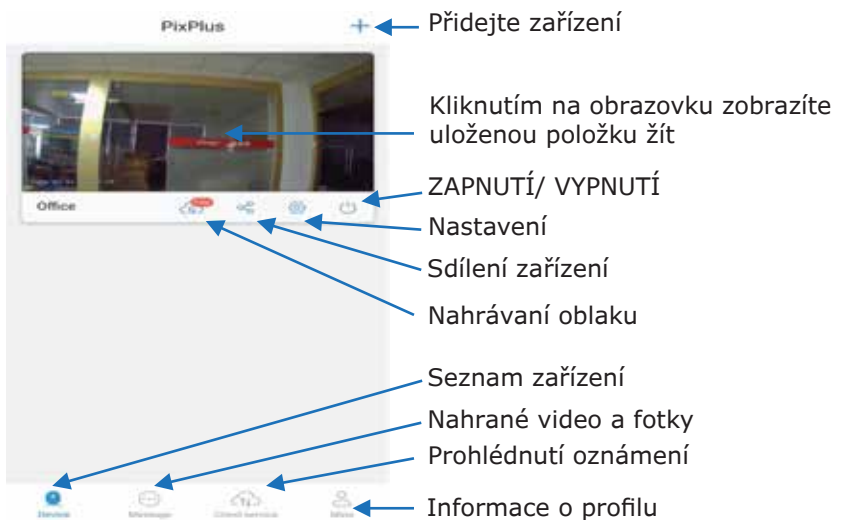 PixPlus
Přidejte zařízení
Kliknutím na obrazovku zobrazíte
uloženou položku žít
ZAPNUTÍ/ VYPNUTÍ
Office
Nastavení
Sdílení zařízení
Nahrávaní oblaku
Seznam zařízení
Nahrané video a fotky
Prohlédnutí oznámení
Device
Message
Cloud service
Mine
Informace o profilu